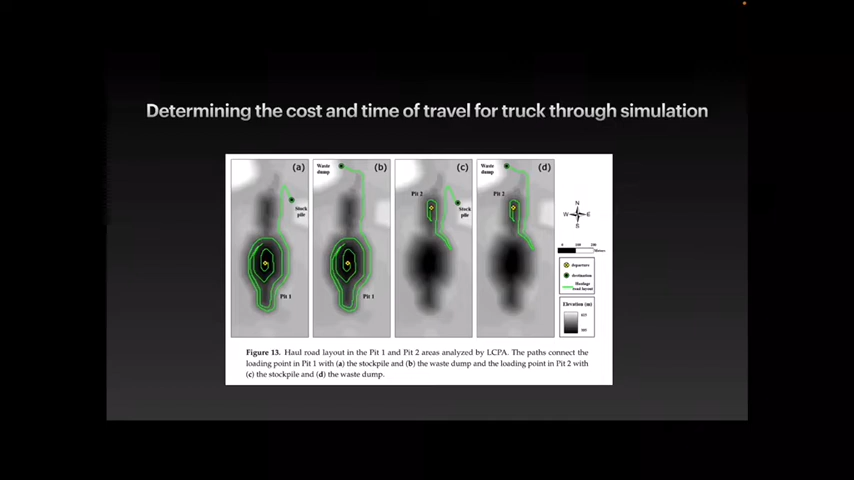 Determining the cost and time of travel for truck through simulation
(a)
Stock
pile
Pit 1
Waste
dump
(b)
Pit 1
(c)
Pit 2
Stock
pile
Waste
dump
(d)
Pit 2
N
W E
S
departure
destination
Haulage
road layout
Elevation (m)
Figure 13. Haul road layout in the Pit 1 and Pit 2 areas analyzed by LCPA. The paths connect the
loading point in Pit 1 with (a) the stockpile and (b) the waste dump and the loading point in Pit 2 with
(c) the stockpile and (d) the waste dump.